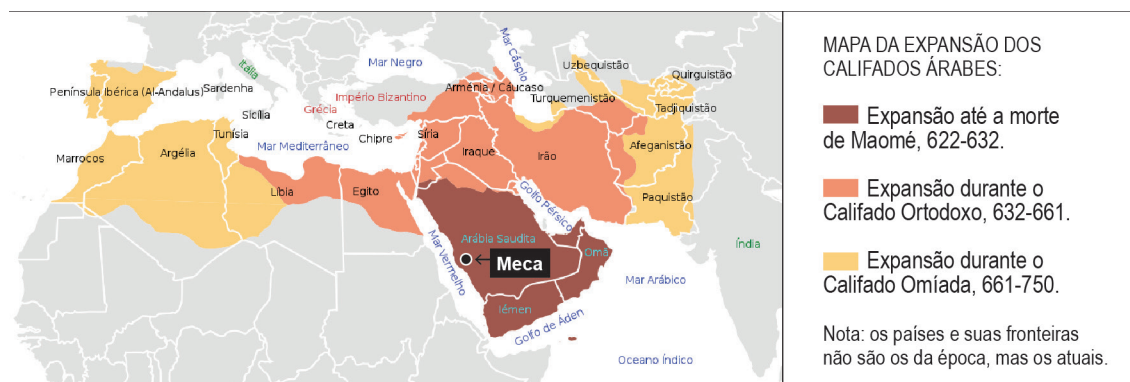 Mar Negro
Mar Cáspio
Uzbequistão
Quirguistão
Itália
Península Ibérica (Al-Andalus)
Sardenha
Império Bizantino
Armênia / Cáucaso
Turquemenistão
Tadjiquistão
Grécia
Sicília
Creta
Chipre
Síria
Tunísia
Mar Mediterrâneo
Marrocos
Argélia
Iraque
Irão
Afeganistão
Líbia
Egito
Paquistão
Golfo Pérsico
Mar Vermelho
Arábia Saudita
Omã
Índia
Meca
Mar Arábico
Iémen
Golfo de Áden
Oceano Índico
MAPA DA EXPANSÃO DOS
CALIFADOS ÁRABES:
Expansão até a morte
de Maomé, 622-632.
Expansão durante o
Califado Ortodoxo, 632-661.
Expansão durante o
Califado Omíada, 661-750.
Nota: os países e suas fronteiras
não são os da época, mas os atuais.